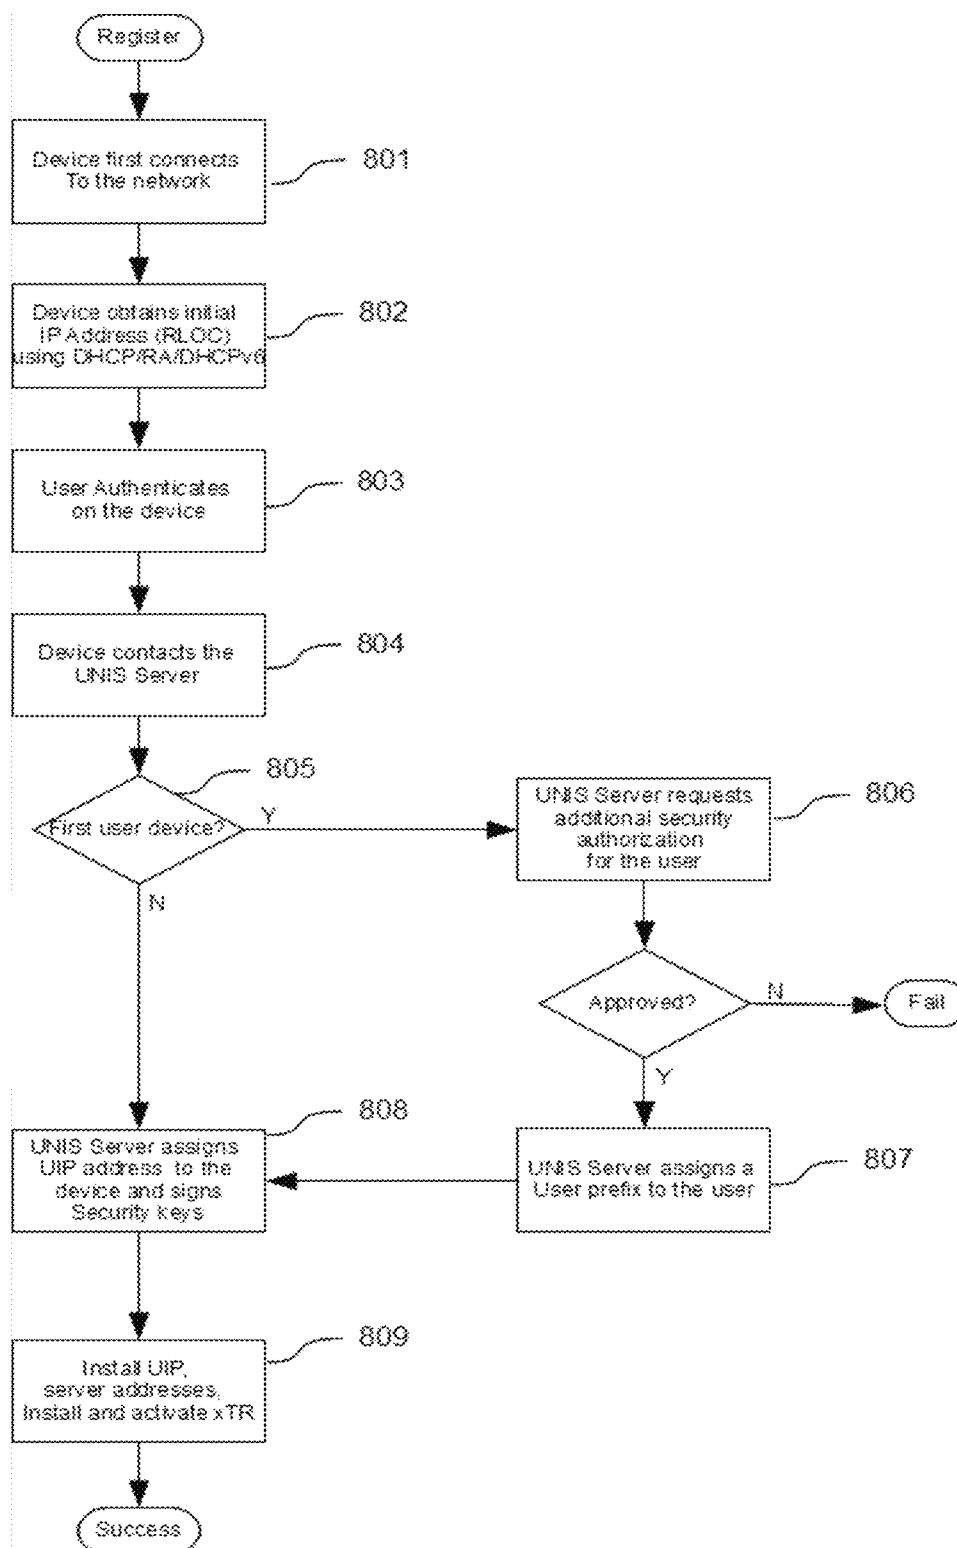 Register
Device first connects
To the network
801
Device obtains initial
IP Address (RLOC)
using DHCP/RA/DHCPv6
802
User Authenticates
on the device
803
Device contacts the
UNIS Server
804
805
First user device?
Y
N
UNIS Server requests
additional security
authorization
for the user
806
Approved?
N
Fail
Y
UNIS Server assigns a
User prefix to the user
807
808
UNIS Server assigns
UIP address to the
device and signs
Security keys
809
Install UIP,
server addresses,
Install and activate xTR
Success